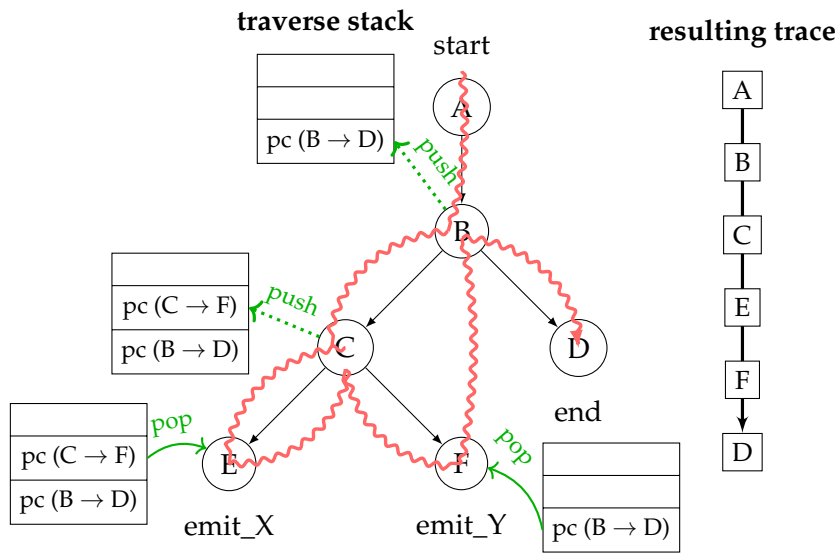 traverse stack
start
resulting trace
A
pc (B → D)
push
B
pc (C → F)
pc (B → D)
push
C
D
end
pop
pc (C → F)
pc (B → D)
E
emit_X
F
emit_Y
pop
pc (B → D)
A
B
C
E
F
D